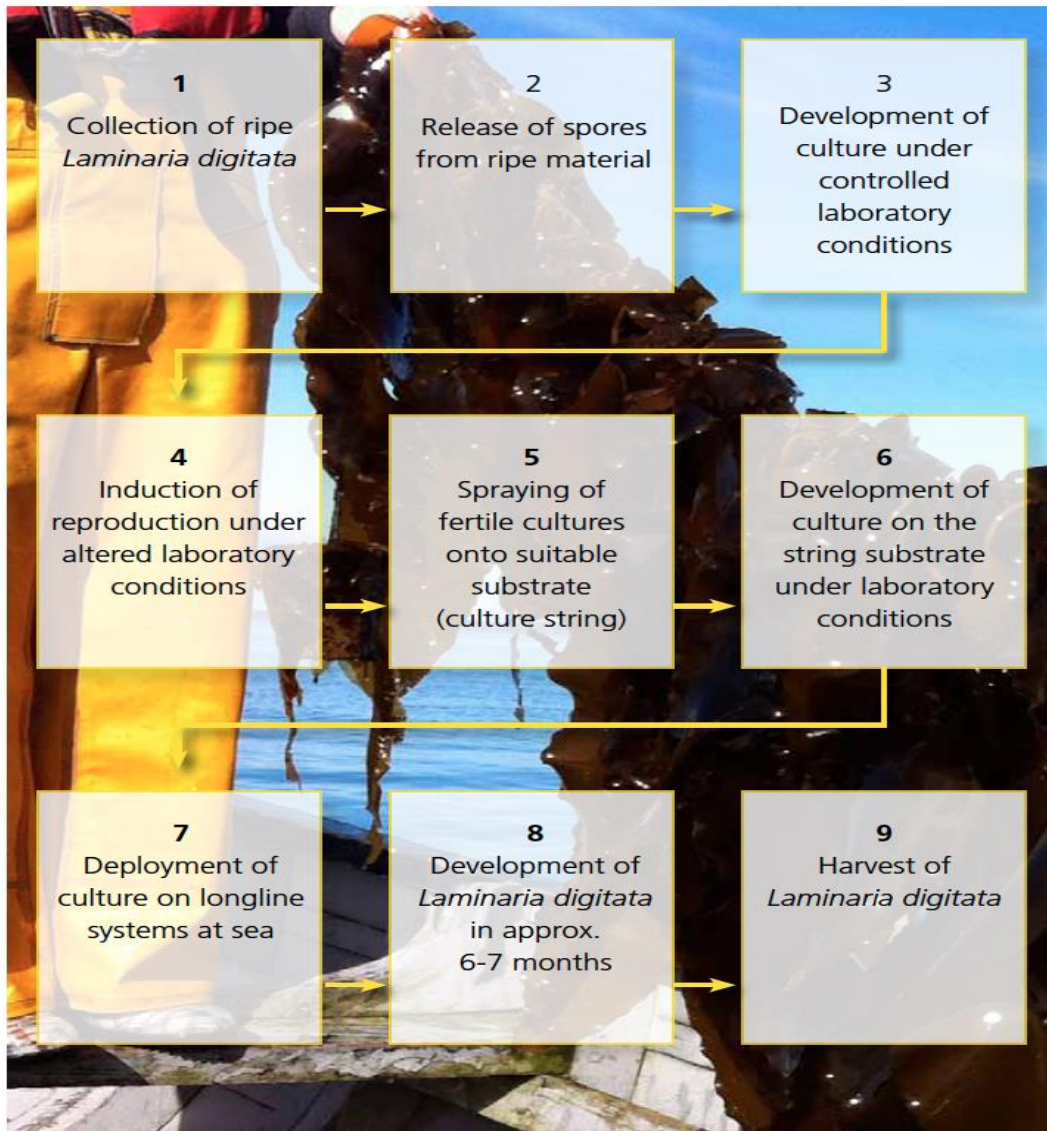 1
Collection of ripe
Laminaria digitata
2
Release of spores
from ripe material
3
Development of
culture under
controlled
laboratory
conditions
4
Induction of
reproduction under
altered laboratory
conditions
5
Spraying of
fertile cultures
onto suitable
substrate
(culture string)
6
Development of
culture on the
string substrate
under laboratory
conditions
7
Deployment of
culture on longline
systems at sea
8
Development of
Laminaria digitata
in approx.
6-7 months
9
Harvest of
Laminaria digitata